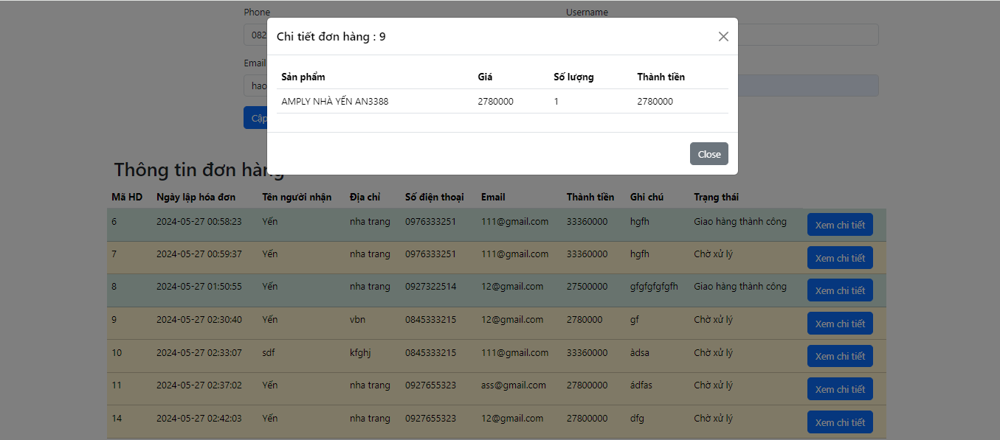 Phone Username
Chi tiết đơn hàng : 9
082
Email
Sản phẩm Giá Số lượng Thành tiền
hao
AMPLY NHÀ YẾN AN3388 2780000 1 2780000
Cập
Close
Thông tin đơn hàng
Mã HD Ngày lập hóa đơn Tên người nhận Địa chỉ Số điện thoại Email Thành tiền Ghi chú Trạng thái
6 2024-05-27 00:58:23 Yến nha trang 0976333251 111@gmail.com 33360000 hgfh Giao hàng thành công Xem chi tiết
7 2024-05-27 00:59:37 Yến nha trang 0976333251 111@gmail.com 33360000 hgfh Chờ xử lý Xem chi tiết
8 2024-05-27 01:50:55 Yến nha trang 0927322514 12@gmail.com 27500000 gfgfgfgfgfh Giao hàng thành công Xem chi tiết
9 2024-05-27 02:30:40 Yến vbn 0845333215 12@gmail.com 2780000 gf Chờ xử lý Xem chi tiết
10 2024-05-27 02:33:07 sdf kfghj 0845333215 111@gmail.com 33360000 àdsa Chờ xử lý Xem chi tiết
11 2024-05-27 02:37:02 Yến nha trang 0927655323 ass@gmail.com 27800000 ádfas Chờ xử lý Xem chi tiết
14 2024-05-27 02:42:03 Yến nha trang 0927655323 12@gmail.com 27800000 dfg Chờ xử lý Xem chi tiết